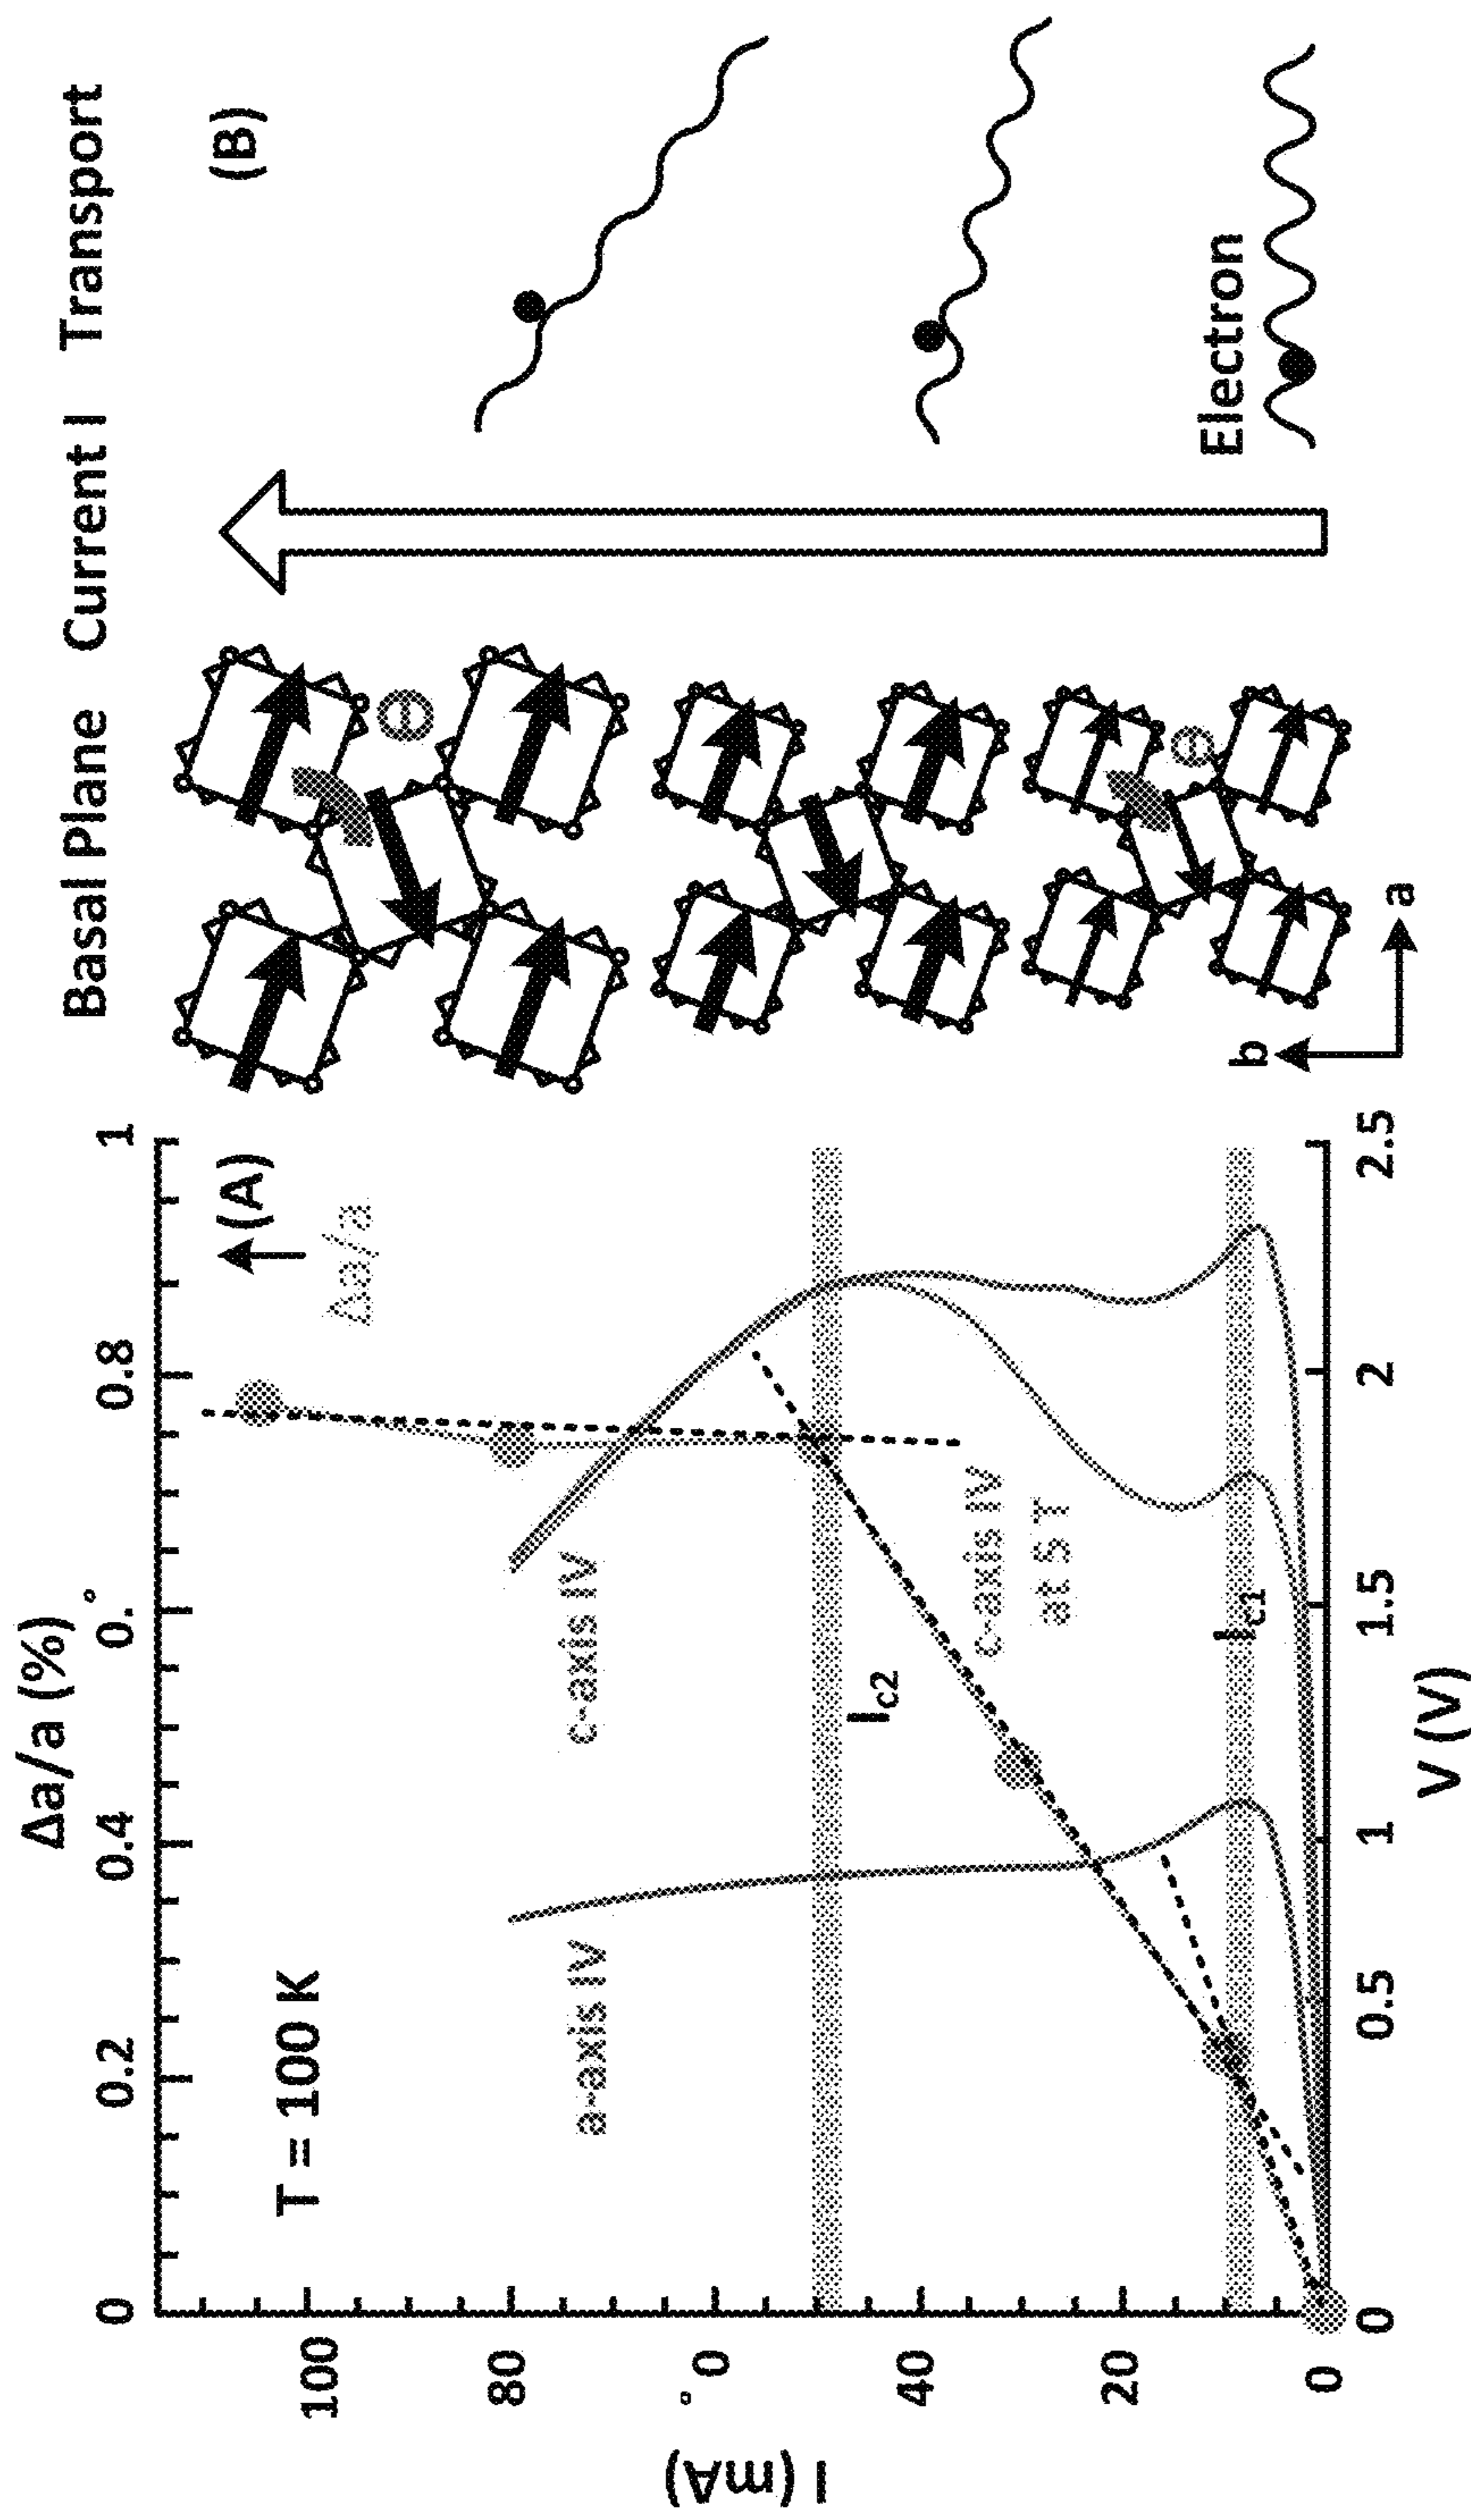 Δa/a (%)
0 0.2 0.4 0.° 0.8 1
Basal Plane Current I Transport
(A)
(B)
T = 100 K
Δa/a
100
80
°0
40
20
0
I (mA)
a-axis IV
c-axis IV
I c2
c-axis IV
at 5 T
I c1
⊖
⊖
Electron
b
a
0 0.5 1 1.5 2 2.5
V (V)